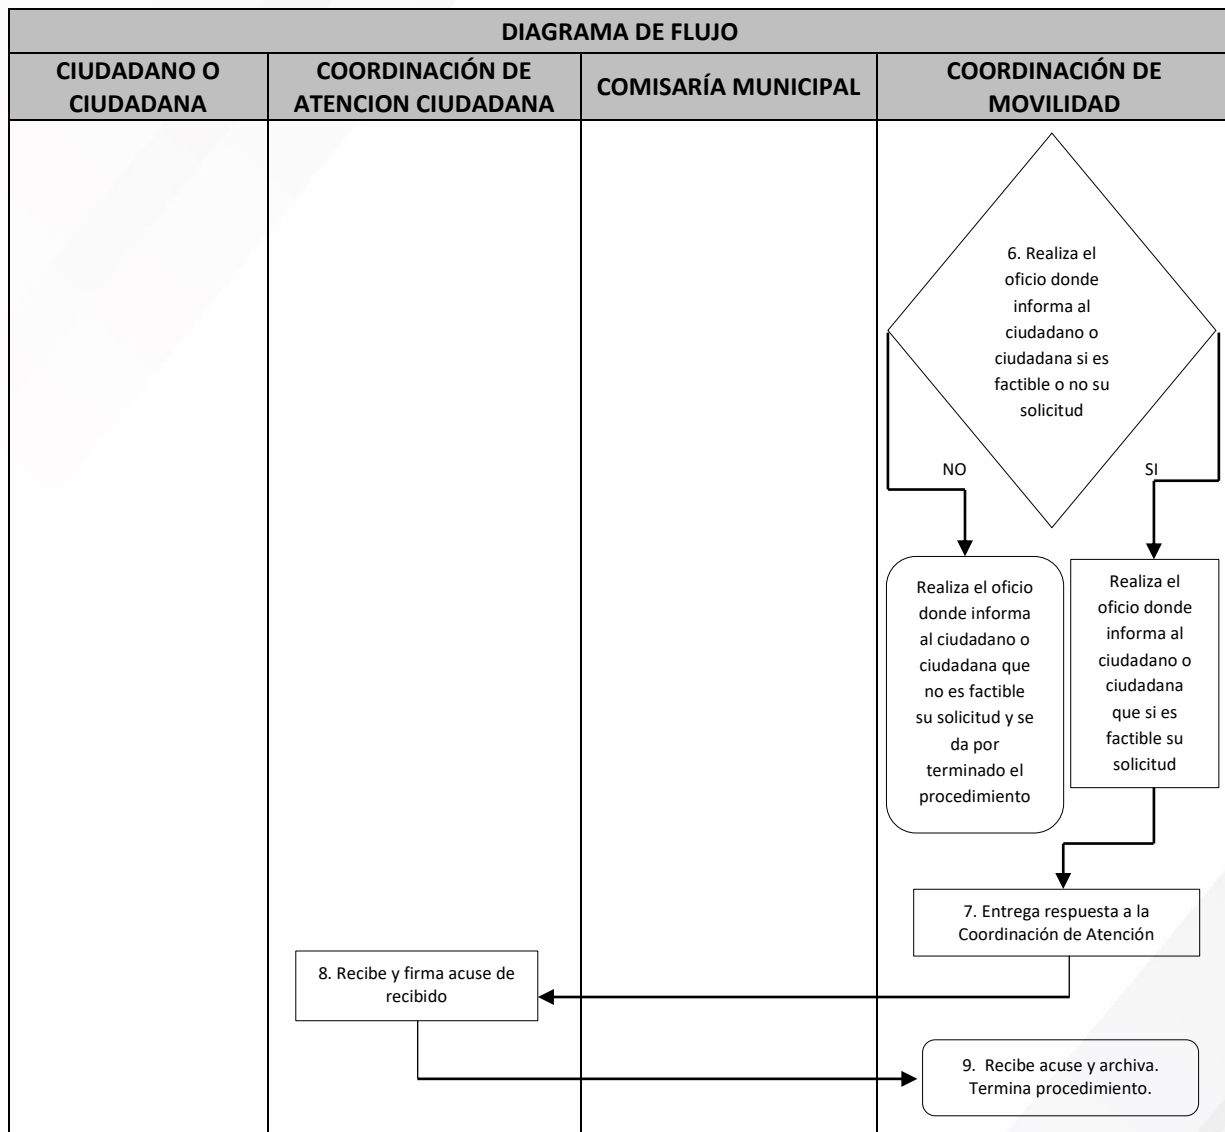 DIAGRAMA DE FLUJO
CIUDADANO O
CIUDADANA
COORDINACIÓN DE
ATENCION CIUDADANA
COMISARÍA MUNICIPAL
COORDINACIÓN DE
MOVILIDAD
6. Realiza el
oficio donde
informa al
ciudadano o
ciudadana si es
factible o no su
solicitud
NO
SI
Realiza el oficio
donde informa
al ciudadano o
ciudadana que
no es factible
su solicitud y se
da por
terminado el
procedimiento
Realiza el
oficio donde
informa al
ciudadano o
ciudadana
que si es
factible su
solicitud
7. Entrega respuesta a la
Coordinación de Atención
8. Recibe y firma acuse de
recibido
9. Recibe acuse y archiva.
Termina procedimiento.